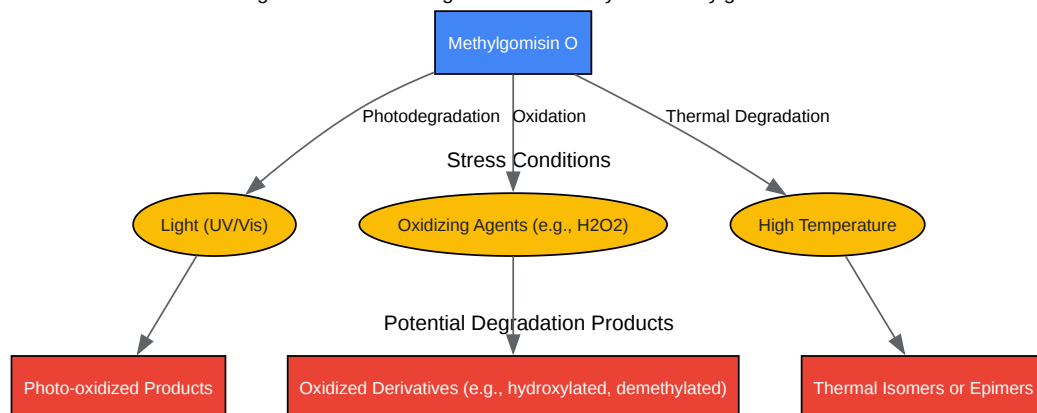 Methylgomisin O
Photodegradation
Oxidation
Thermal Degradation
Stress Conditions
Light (UV/Vis)
Oxidizing Agents (e.g., H2O2)
High Temperature
Potential Degradation Products
Photo-oxidized Products
Oxidized Derivatives (e.g., hydroxylated, demethylated)
Thermal Isomers or Epimers